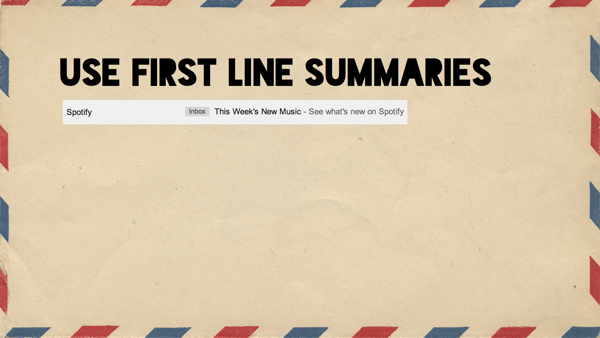 USE FIRST LINE SUMMARIES
Spotify Inbox This Week's New Music - See what's new on Spotify